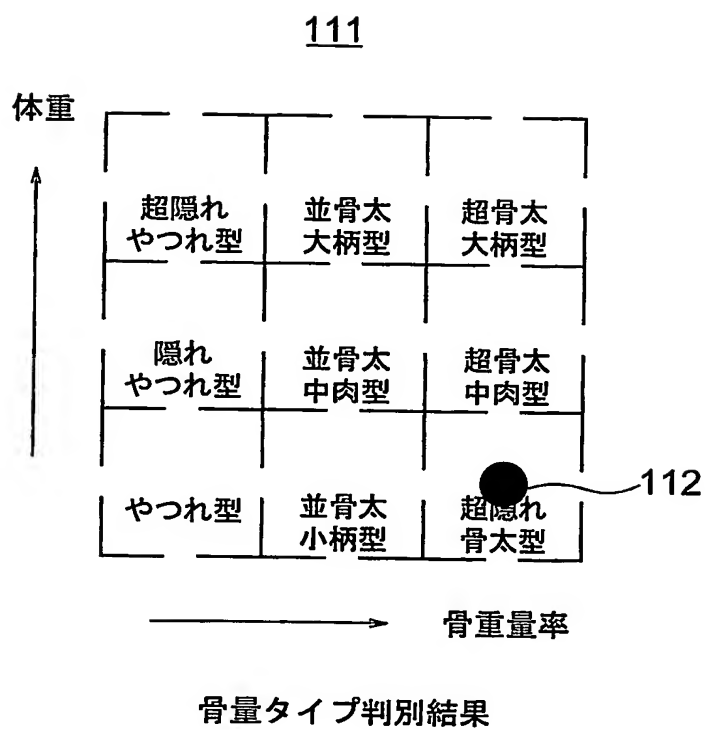 111
体重
超隠れ
やつれ型
並骨太
大柄型
超骨太
大柄型
隠れ
やつれ型
並骨太
中肉型
超骨太
中肉型
やつれ型
並骨太
小柄型
超隠れ
骨太型
112
骨重量率
骨量タイプ判別結果